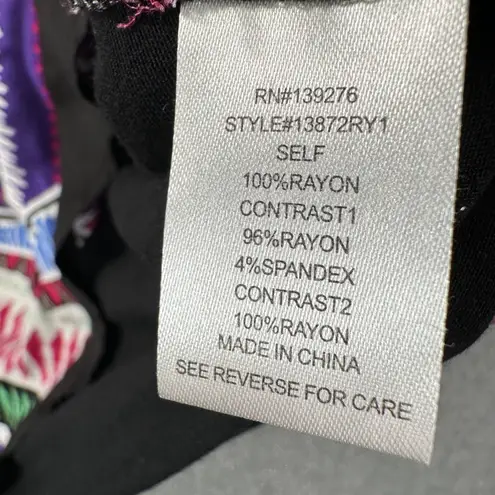 RN#139276
STYLE#13872RY1
SELF
100%RAYON
CONTRAST1
96%RAYON
4%SPANDEX
CONTRAST2
100%RAYON
MADE IN CHINA
SEE REVERSE FOR CARE